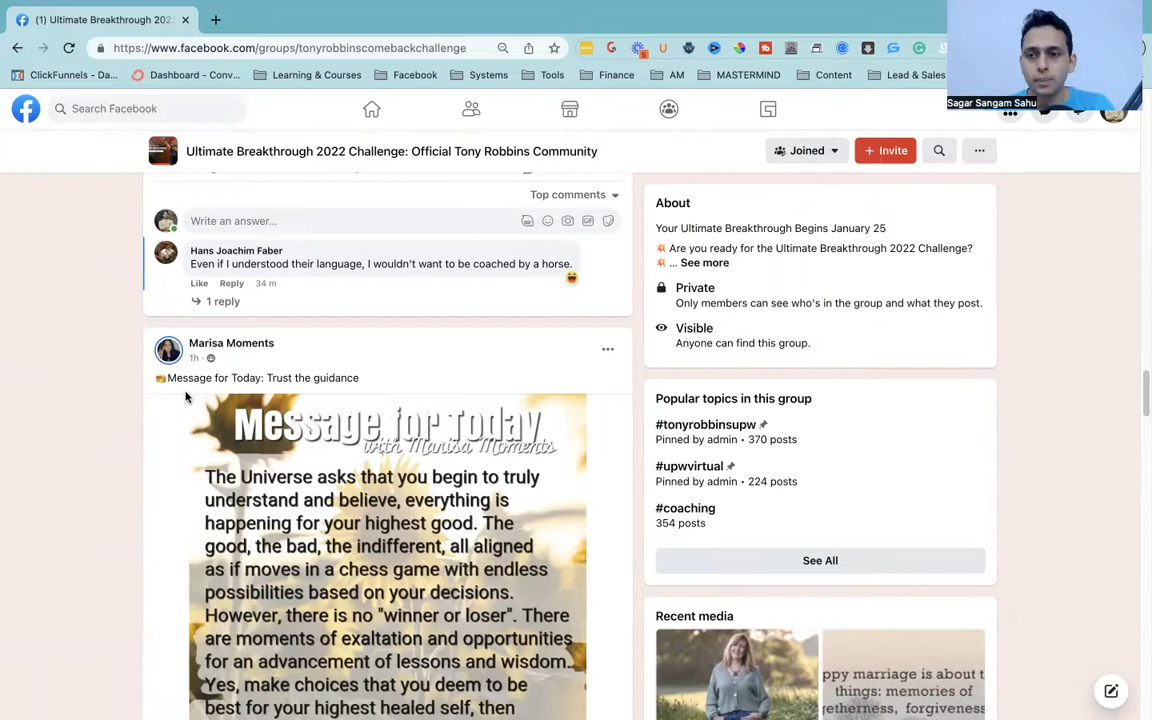 (1) Ultimate Breakthrough 202
https://www.facebook.com/groups/tonyrobbinscomebackchallenge
ClickFunnels - Da...
Dashboard - Conv...
Learning & Courses
Facebook
Systems
Tools
Finance
AM
MASTERMIND
Content
Lead & Sales
Sagar Sangam Sahu
Search Facebook
Ultimate Breakthrough 2022 Challenge: Official Tony Robbins Community
Joined
+ Invite
Top comments
Write an answer...
Hans Joachim Faber
Even if I understood their language, I wouldn't want to be coached by a horse.
Like Reply 34 m
1 reply
Marisa Moments
1h
Message for Today: Trust the guidance
Message for Today
with Marisa Moments
The Universe asks that you begin to truly
understand and believe, everything is
happening for your highest good. The
good, the bad, the indifferent, all aligned
as if moves in a chess game with endless
possibilities based on your decisions.
However, there is no "winner or loser". There
are moments of exaltation and opportunities
for an advancement of lessons and wisdom.
Yes, make choices that you deem to be
best for your highest healed self, then
About
Your Ultimate Breakthrough Begins January 25
Are you ready for the Ultimate Breakthrough 2022 Challenge?
... See more
Private
Only members can see who's in the group and what they post.
Visible
Anyone can find this group.
Popular topics in this group
#tonyrobbinsupw
Pinned by admin • 370 posts
#upwvirtual
Pinned by admin • 224 posts
#coaching
354 posts
See All
Recent media
ppy marriage is about t
things: memories of
getherness, forgiveness